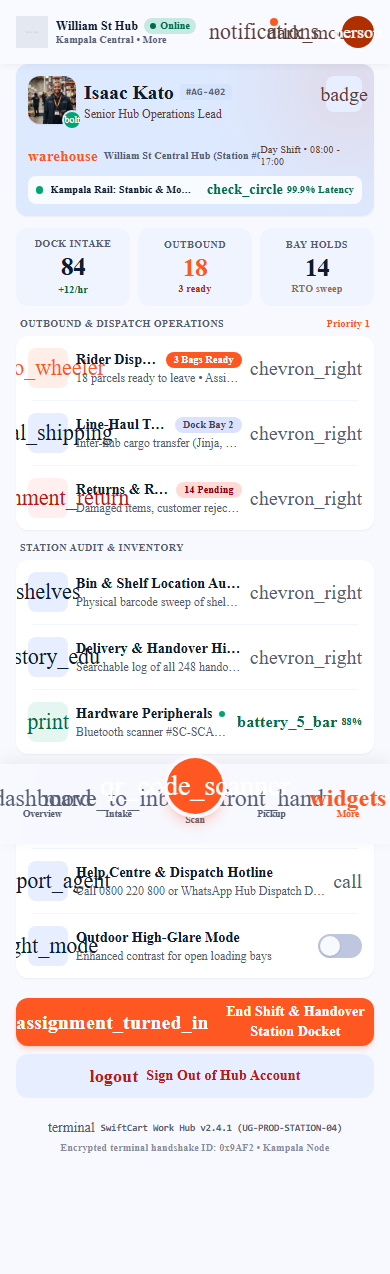 William St Hub
Online
Kampala Central • More
notifications
Isaac Kato
#AG-402
badge
Senior Hub Operations Lead
bolt
warehouse
William St Central Hub (Station
Day Shift • 08:00 -
17:00
Kampala Rail: Stanbic & Mo...
check_circle
99.9% Latency
DOCK INTAKE
OUTBOUND
BAY HOLDS
84
18
14
+12/hr
3 ready
RTO sweep
OUTBOUND & DISPATCH OPERATIONS
Priority 1
Rider Disp...
3 Bags Ready
18 parcels ready to leave • Assi...
chevron_right
Line-Haul T...
Dock Bay 2
Inter-hub cargo transfer (Jinja, ...
chevron_right
Returns & R...
14 Pending
Damaged items, customer rejec...
chevron_right
STATION AUDIT & INVENTORY
shelves
Bin & Shelf Location Au...
Physical barcode sweep of shel...
chevron_right
Delivery & Handover Hi...
Searchable log of all 248 hando...
chevron_right
print
Hardware Peripherals
Bluetooth scanner #SC-SCA...
battery_5_bar
88%
qr_code_scanner
widgets
Overview
Intake
Scan
Pickup
More
Help Centre & Dispatch Hotline
Call 0800 220 800 or WhatsApp Hub Dispatch D...
call
Outdoor High-Glare Mode
Enhanced contrast for open loading bays
assignment_turned_in
End Shift & Handover
Station Docket
logout
Sign Out of Hub Account
terminal
SwiftCart Work Hub v2.4.1 (UG-PROD-STATION-04)
Encrypted terminal handshake ID: 0x9AF2 • Kampala Node